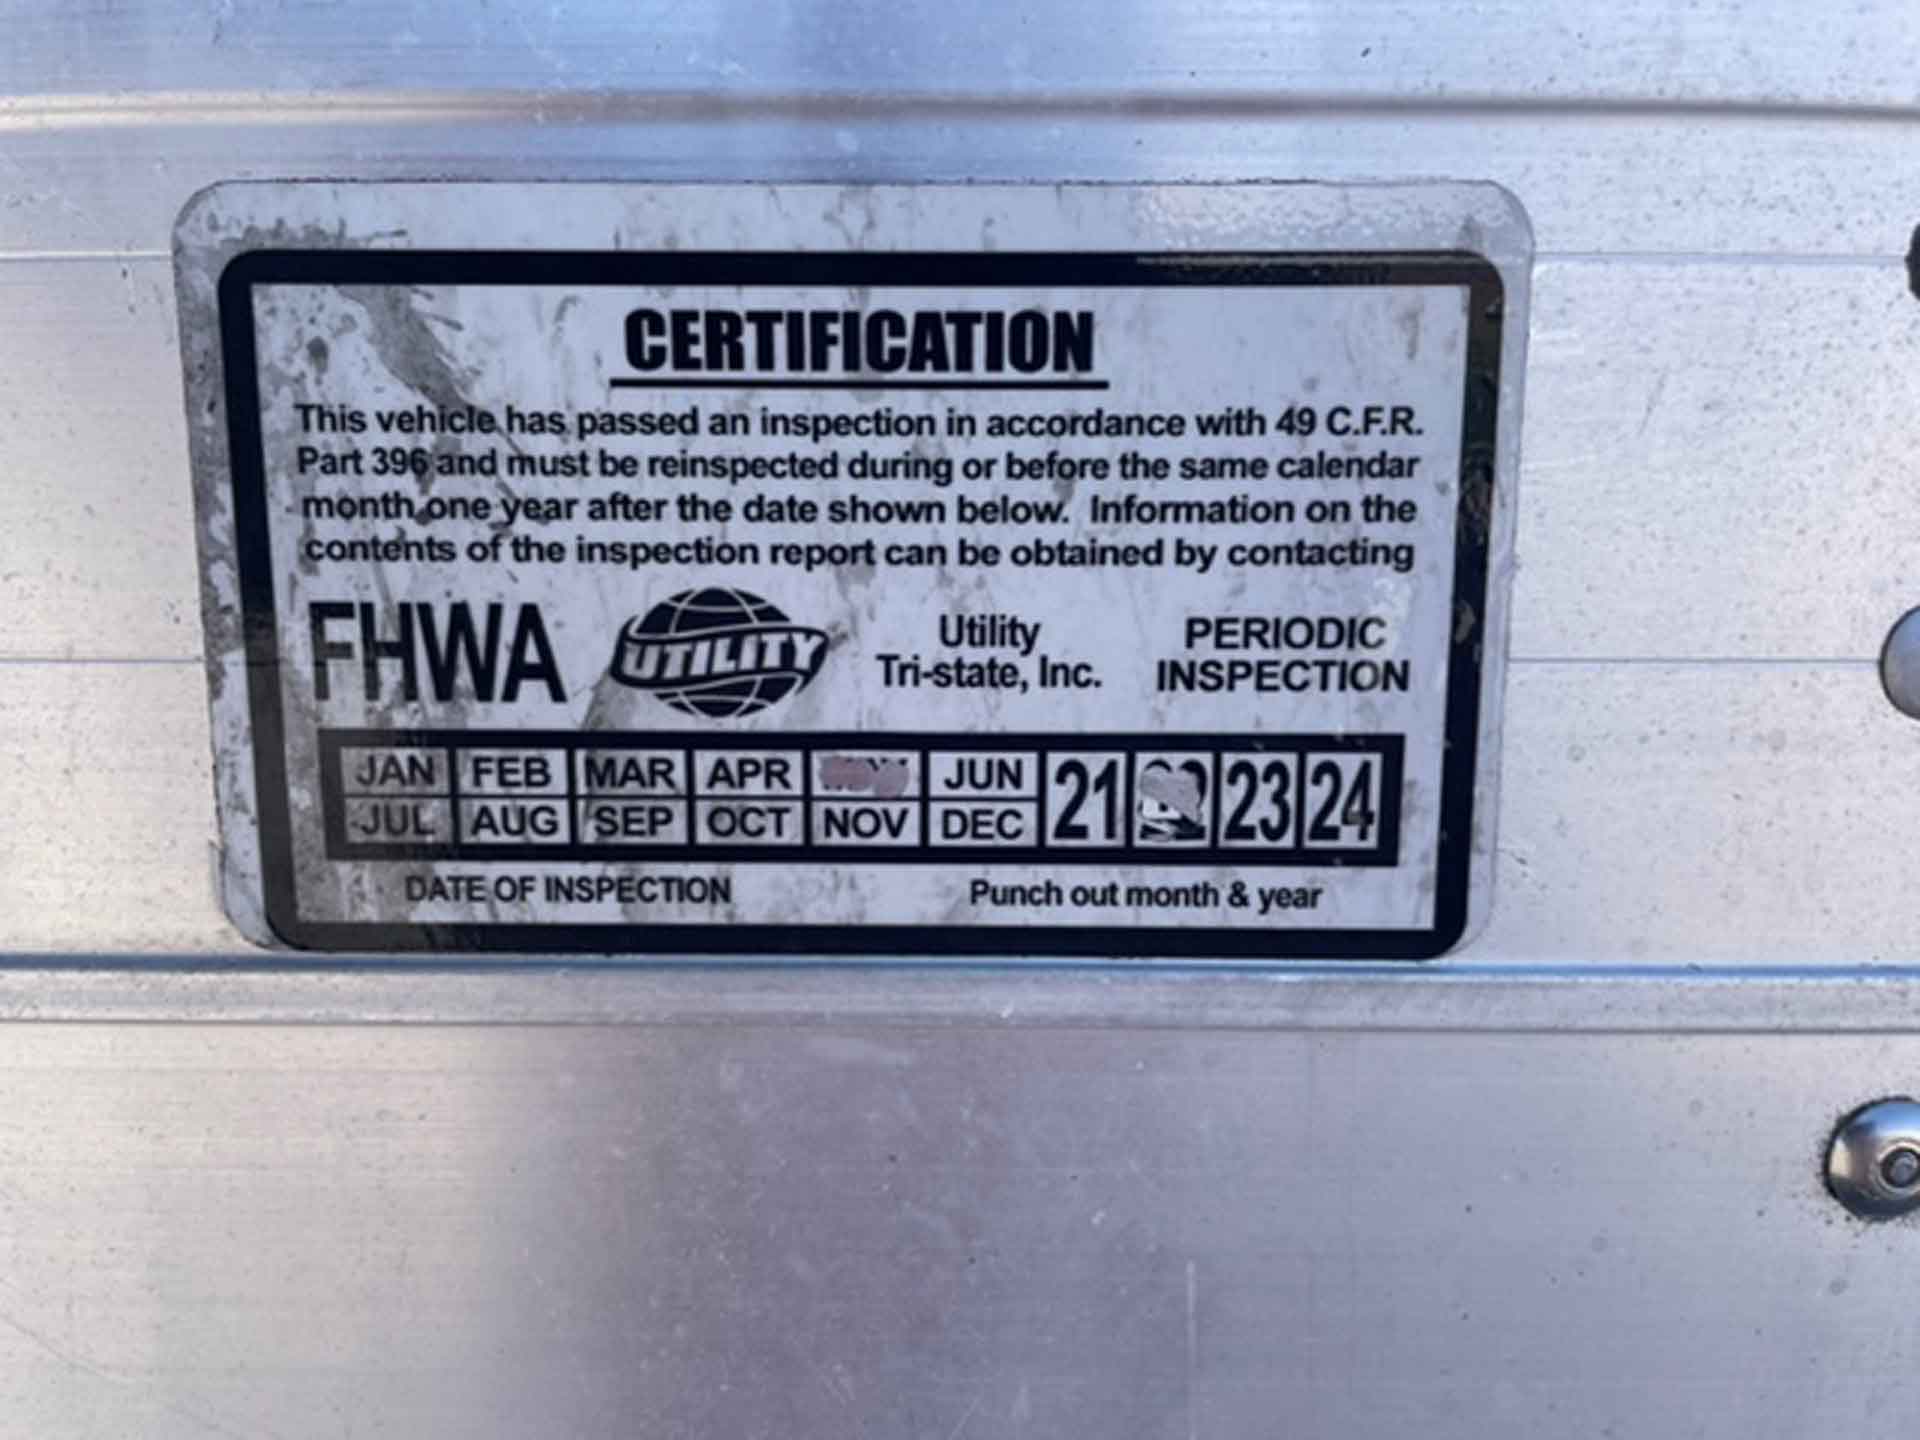 CERTIFICATION
This vehicle has passed an inspection in accordance with 49 C.F.R.
Part 396 and must be reinspected during or before the same calendar
month one year after the date shown below. Information on the
contents of the inspection report can be obtained by contacting
FHWA UTILITY Utility Tri-state, Inc. PERIODIC INSPECTION
JAN FEB MAR APR JUN 21 23 24
JUL AUG SEP OCT NOV DEC
DATE OF INSPECTION Punch out month & year